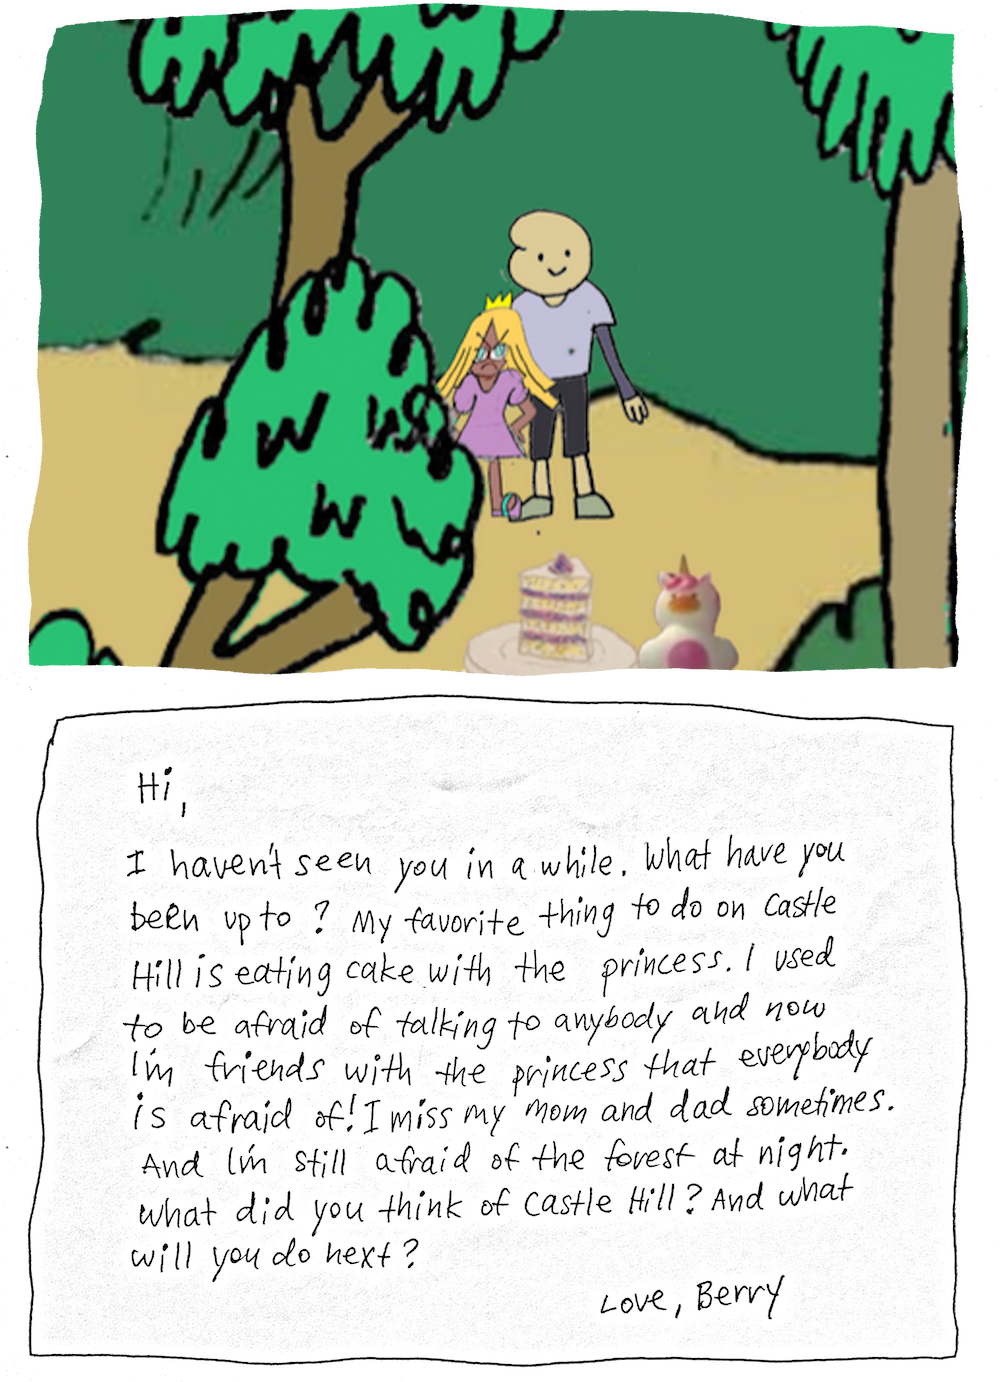 Hi,
I haven't seen you in a while. What have you
been up to? My favorite thing to do on Castle
Hill is eating cake with the princess. I used
to be afraid of talking to anybody and now
I'm friends with the princess that everybody
is afraid of! I miss my mom and dad sometimes.
And I'm still afraid of the forest at night.
What did you think of Castle Hill? And what
will you do next?
Love, Berry